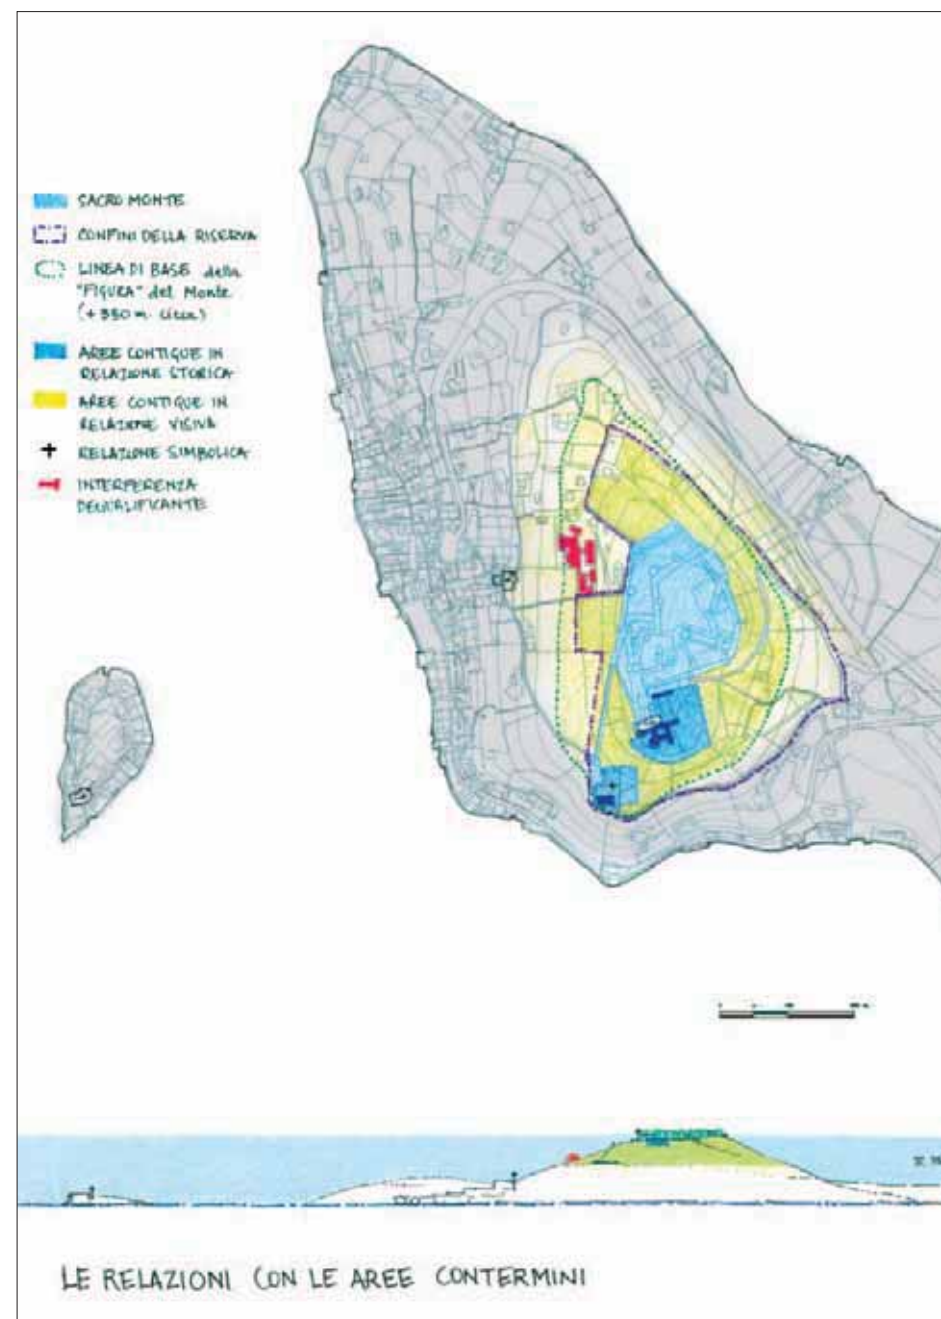 SACRO MONTE
CONFINI DELLA RISERVA
LINEA DI BASE della
"FIGURA" del Monte
(+350 m. circa)
AREE CONTIGUE IN
RELAZIONE STORICA
AREE CONTIGUE IN
RELAZIONE VISIVA
RELAZIONE SIMBOLICA
INTERFERENZA
DEQUALIFICANTE
LE RELAZIONI CON LE AREE CONTERMINI